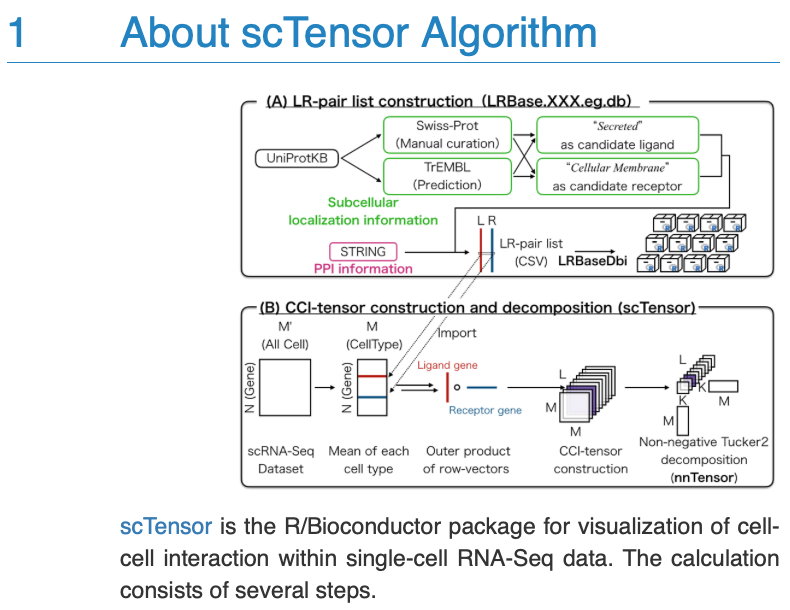 1 About scTensor Algorithm
(A) LR-pair list construction (LRBase.XXX.eg.db)
UniProtKB
Swiss-Prot
(Manual curation)
TrEMBL
(Prediction)
"Secreted"
as candidate ligand
"Cellular Membrane"
as candidate receptor
Subcellular
localization information
STRING
PPI information
L R
LR-pair list
(CSV)
LRBaseDbi
(B) CCI-tensor construction and decomposition (scTensor)
M'
(All Cell)
N (Gene)
scRNA-Seq
Dataset
M
(CellType)
N (Gene)
Mean of each
cell type
Import
Ligand gene
Receptor gene
Outer product
of row-vectors
L
M
M
CCI-tensor
construction
L
K
M
K
M
Non-negative Tucker2
decomposition
(nnTensor)
scTensor is the R/Bioconductor package for visualization of cell-
cell interaction within single-cell RNA-Seq data. The calculation
consists of several steps.